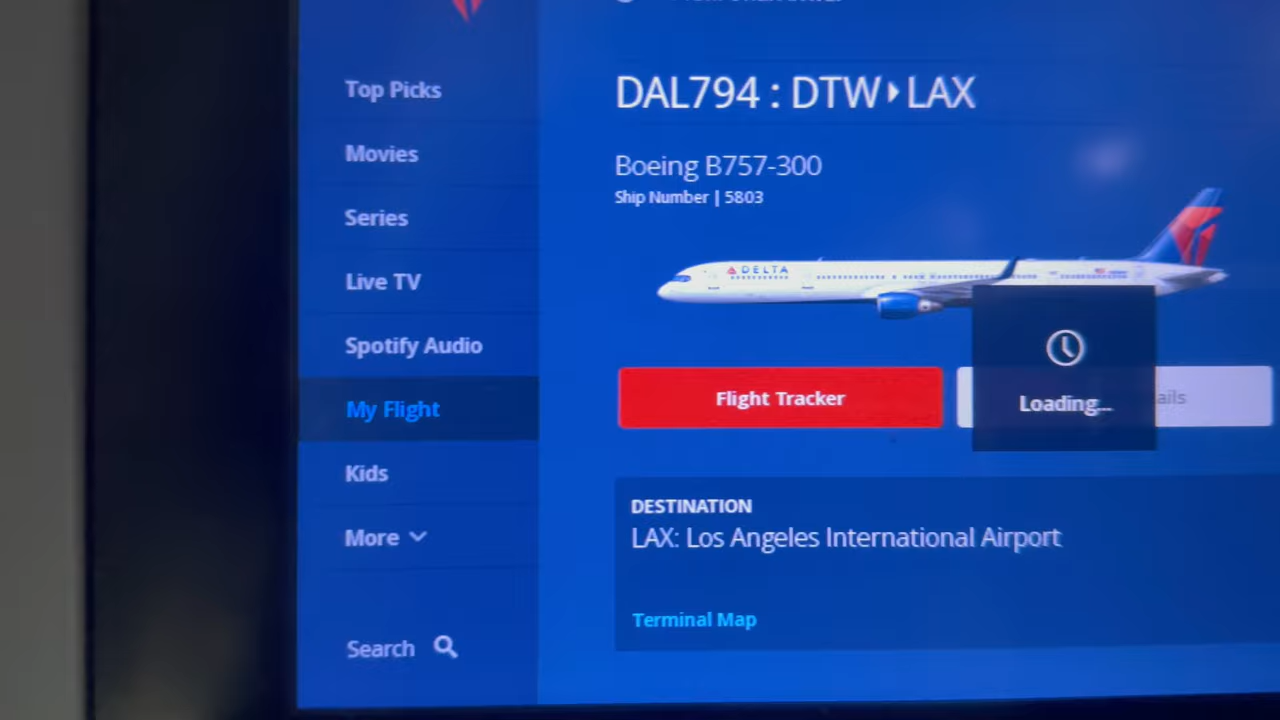 Top Picks
Movies
Series
Live TV
Spotify Audio
My Flight
Kids
More
Search
DAL794 : DTW▸LAX
Boeing B757-300
Ship Number | 5803
DELTA
Flight Tracker
Loading...
DESTINATION
LAX: Los Angeles International Airport
Terminal Map